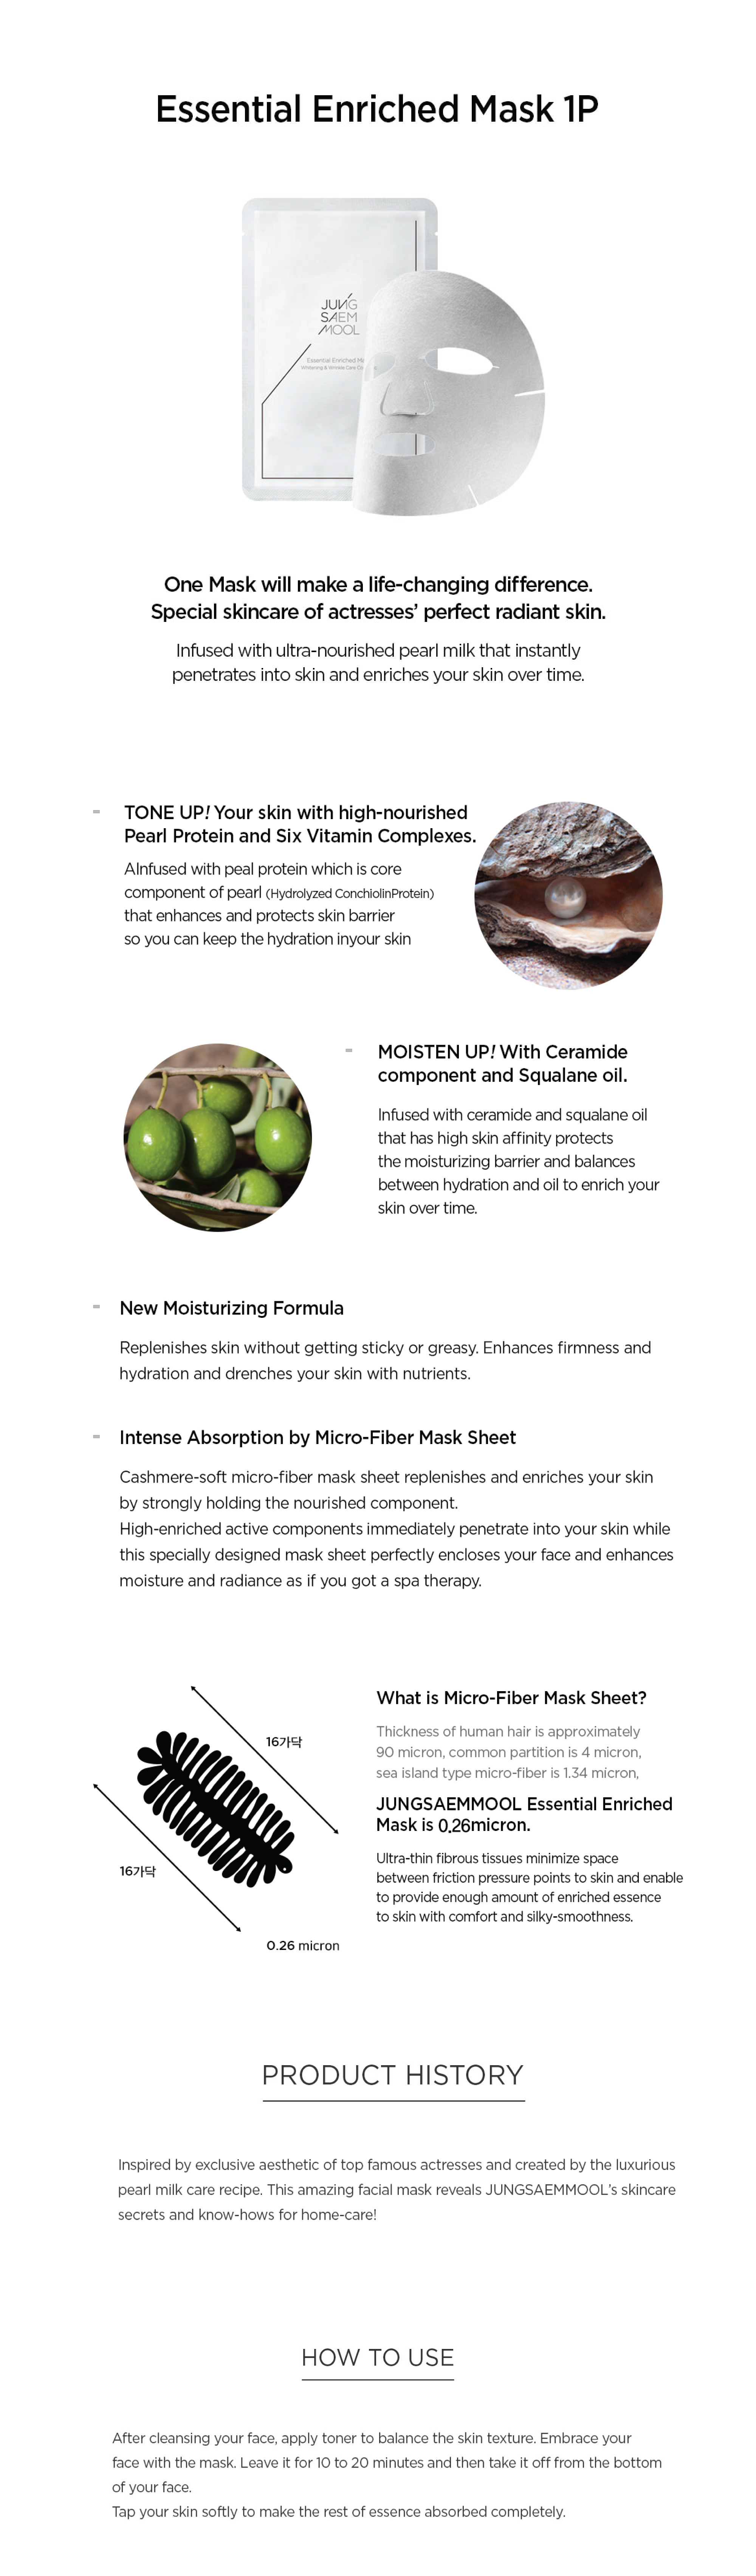 Essential Enriched Mask 1P
JUNG
SAEM
MOOL
Essential Enriched
Whitening & Wrinkle Care
One Mask will make a life-changing difference.
Special skincare of actresses’ perfect radiant skin.
Infused with ultra-nourished pearl milk that instantly
penetrates into skin and enriches your skin over time.
TONE UP! Your skin with high-nourished
Pearl Protein and Six Vitamin Complexes.
AInfused with peal protein which is core
component of pearl (Hydrolyzed ConchiolinProtein)
that enhances and protects skin barrier
so you can keep the hydration inyour skin
MOISTEN UP! With Ceramide
component and Squalane oil.
Infused with ceramide and squalane oil
that has high skin affinity protects
the moisturizing barrier and balances
between hydration and oil to enrich your
skin over time.
New Moisturizing Formula
Replenishes skin without getting sticky or greasy. Enhances firmness and
hydration and drenches your skin with nutrients.
Intense Absorption by Micro-Fiber Mask Sheet
Cashmere-soft micro-fiber mask sheet replenishes and enriches your skin
by strongly holding the nourished component.
High-enriched active components immediately penetrate into your skin while
this specially designed mask sheet perfectly encloses your face and enhances
moisture and radiance as if you got a spa therapy.
16가닥
16가닥
0.26 micron
What is Micro-Fiber Mask Sheet?
Thickness of human hair is approximately
90 micron, common partition is 4 micron,
sea island type micro-fiber is 1.34 micron,
JUNGSAEMMOOL Essential Enriched
Mask is 0.26micron.
Ultra-thin fibrous tissues minimize space
between friction pressure points to skin and enable
to provide enough amount of enriched essence
to skin with comfort and silky-smoothness.
PRODUCT HISTORY
Inspired by exclusive aesthetic of top famous actresses and created by the luxurious
pearl milk care recipe. This amazing facial mask reveals JUNGSAEMMOOL’s skincare
secrets and know-hows for home-care!
HOW TO USE
After cleansing your face, apply toner to balance the skin texture. Embrace your
face with the mask. Leave it for 10 to 20 minutes and then take it off from the bottom
of your face.
Tap your skin softly to make the rest of essence absorbed completely.